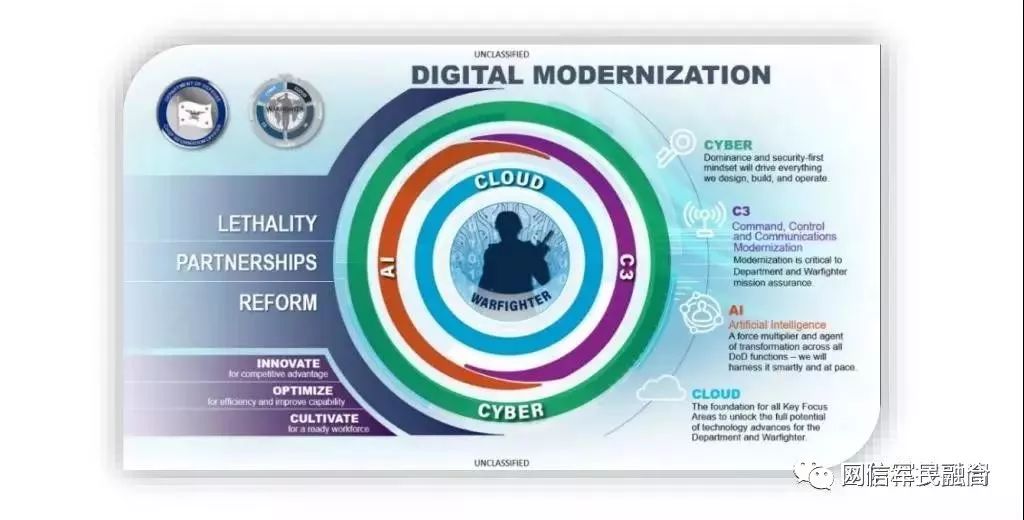 UNCLASSIFIED
DIGITAL MODERNIZATION
WARFIGHTER
LETHALITY
PARTNERSHIPS
REFORM
INNOVATE
for competitive advantage
OPTIMIZE
for efficiency and improve capability
CULTIVATE
for a ready workforce
CLOUD
AI
C3
WARFIGHTER
CYBER
CYBER
Dominance and security-first
mindset will drive everything
we design, build, and operate.
C3
Command, Control
and Communications
Modernization
Modernization is critical to
Department and Warfighter
mission assurance.
AI
Artificial Intelligence
A force multiplier and agent
of transformation across all
DoD functions – we will
harness it smartly and at pace.
CLOUD
The foundation for all Key Focus
Areas to unlock the full potential
of technology advances for the
Department and Warfighter.
UNCLASSIFIED
网信军民融合